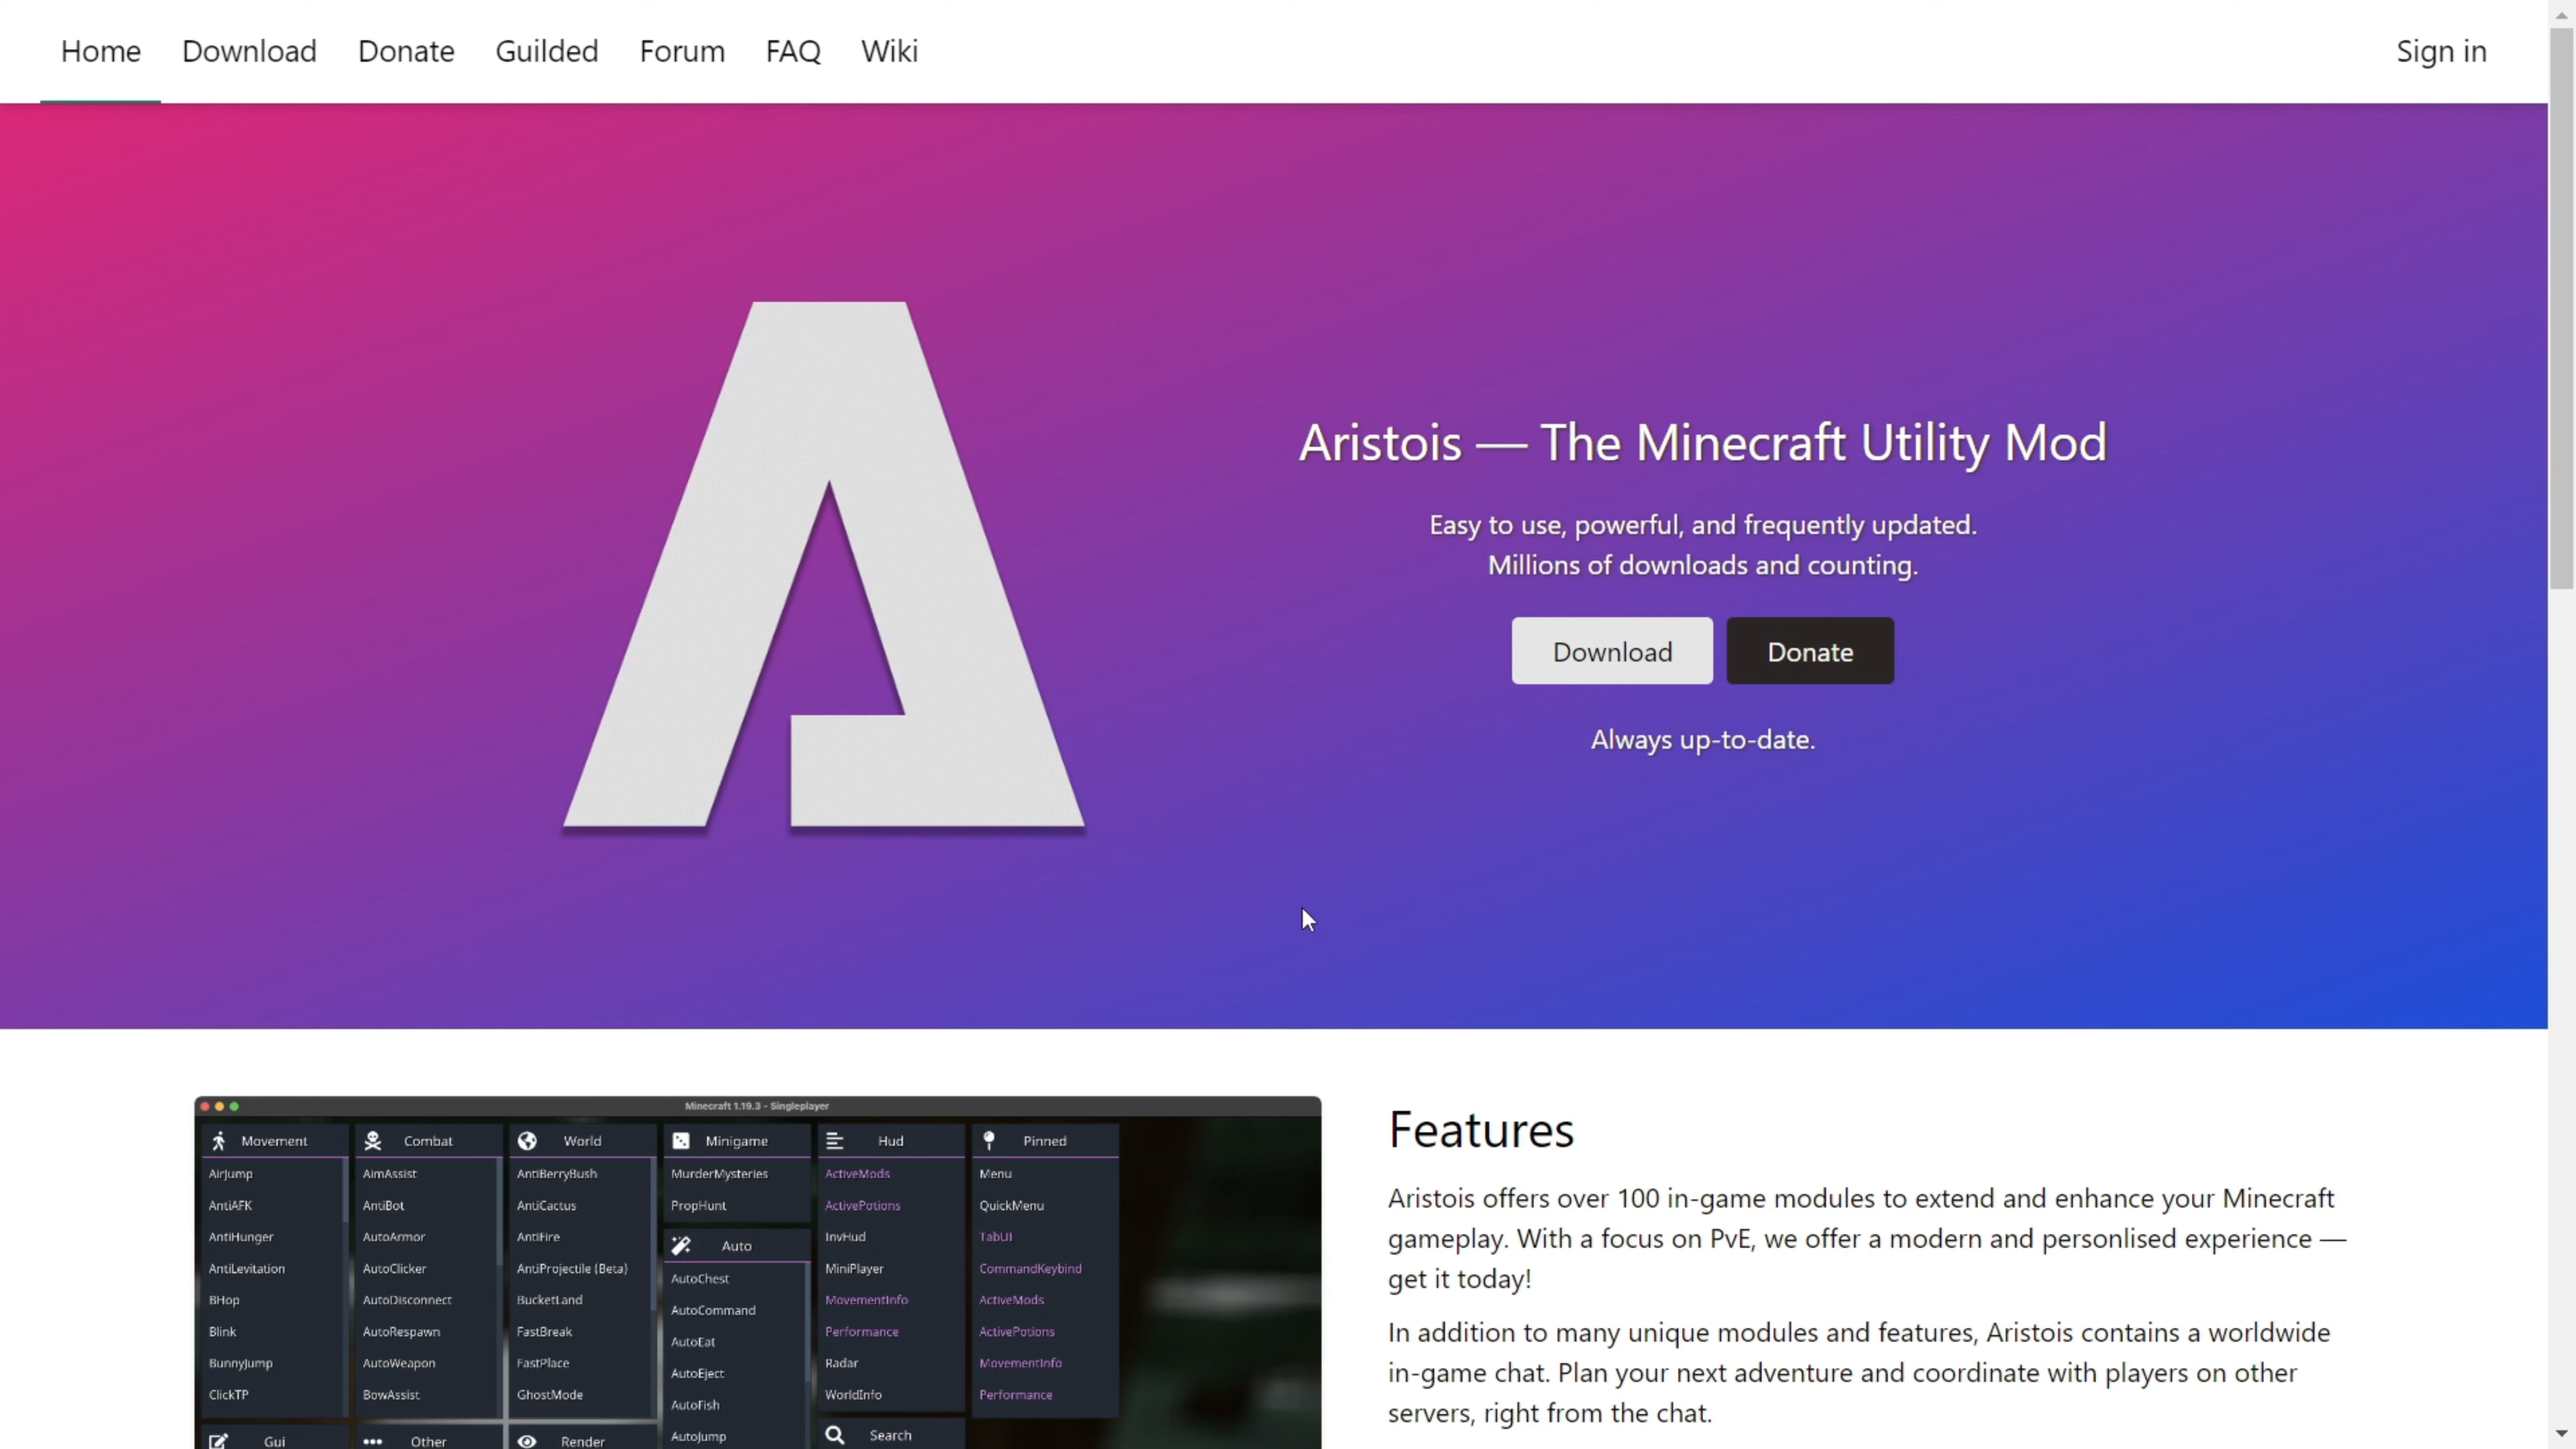 Home Download Donate Guilded Forum FAQ Wiki Sign in
Aristois — The Minecraft Utility Mod
Easy to use, powerful, and frequently updated.
Millions of downloads and counting.
Download Donate
Always up-to-date.
Minecraft 1.19.3 - Singleplayer
Movement
AirJump
AntiAFK
AntiHunger
AntiLevitation
BHop
Blink
BunnyJump
ClickTP
Gui
Combat
AimAssist
AntiBot
AutoArmor
AutoClicker
AutoDisconnect
AutoRespawn
AutoWeapon
BowAssist
Other
World
AntiBerryBush
AntiCactus
AntiFire
AntiProjectile (Beta)
BucketLand
FastBreak
FastPlace
GhostMode
Render
Minigame
MurderMysteries
PropHunt
Auto
AutoChest
AutoCommand
AutoEat
AutoEject
AutoFish
AutoJump
Hud
ActiveMods
ActivePotions
InvHud
MiniPlayer
MovementInfo
Performance
Radar
WorldInfo
Search
Pinned
Menu
QuickMenu
TabUI
CommandKeybind
ActiveMods
ActivePotions
MovementInfo
Performance
Features
Aristois offers over 100 in-game modules to extend and enhance your Minecraft
gameplay. With a focus on PvE, we offer a modern and personlised experience —
get it today!
In addition to many unique modules and features, Aristois contains a worldwide
in-game chat. Plan your next adventure and coordinate with players on other
servers, right from the chat.